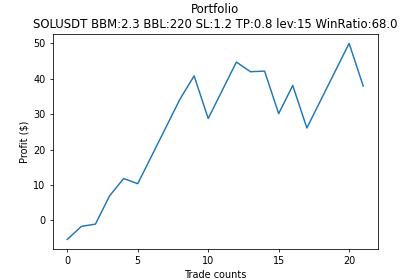 Portfolio
SOLUSDT BBM:2.3 BBL:220 SL:1.2 TP:0.8 lev:15 WinRatio:68.0
50
40
30
20
10
0
Profit ($)
0
5
10
15
20
Trade counts